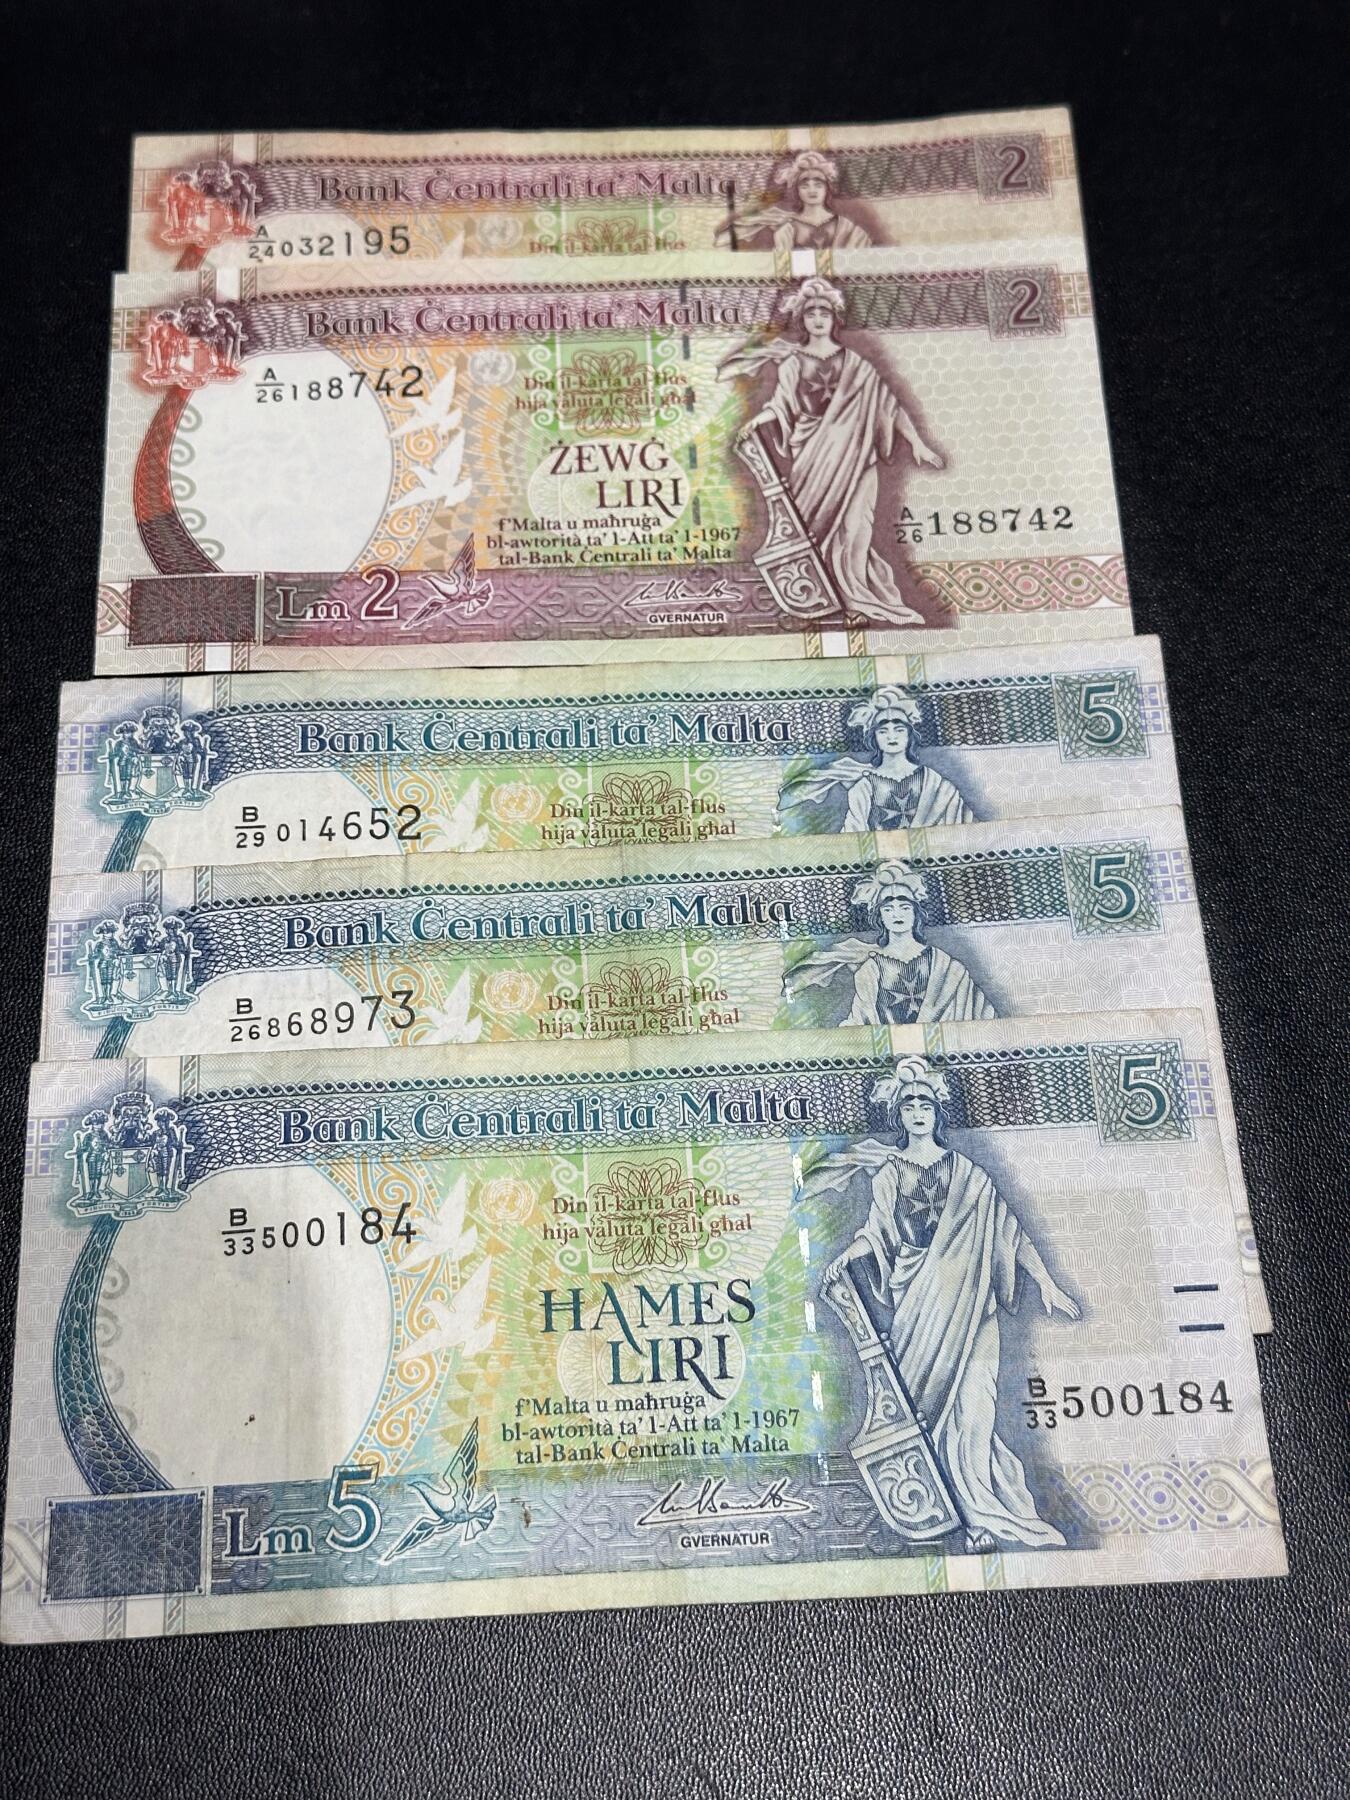 Bank Ċentrali ta' Malta
2
A/24 032195
Din il-karta tal-flus
Bank Ċentrali ta' Malta
2
A/26 188742
Din il-karta tal-flus
hija valuta legali għal
ŻEWĠ
LIRI
f'Malta u maħruġa
bl-awtorità ta' l-Att ta' 1-1967
tal-Bank Ċentrali ta' Malta
A/26 188742
Lm 2
GVERNATUR
Bank Ċentrali ta' Malta
5
B/29 014652
Din il-karta tal-flus
hija valuta legali għal
Bank Ċentrali ta' Malta
5
B/26 868973
Din il-karta tal-flus
hija valuta legali għal
Bank Ċentrali ta' Malta
5
B/33 500184
Din il-karta tal-flus
hija valuta legali għal
ĦAMES
LIRI
f'Malta u maħruġa
bl-awtorità ta' l-Att ta' 1-1967
tal-Bank Ċentrali ta' Malta
B/33 500184
Lm 5
GVERNATUR